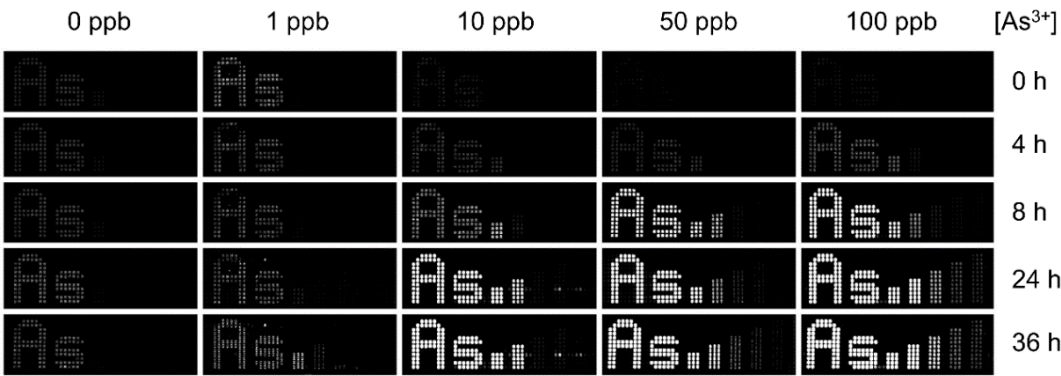 0 ppb 1 ppb 10 ppb 50 ppb 100 ppb [As³⁺]
As As As As As 0 h
As As As As As 4 h
As As As As As 8 h
As As As As As 24 h
As As As As As 36 h